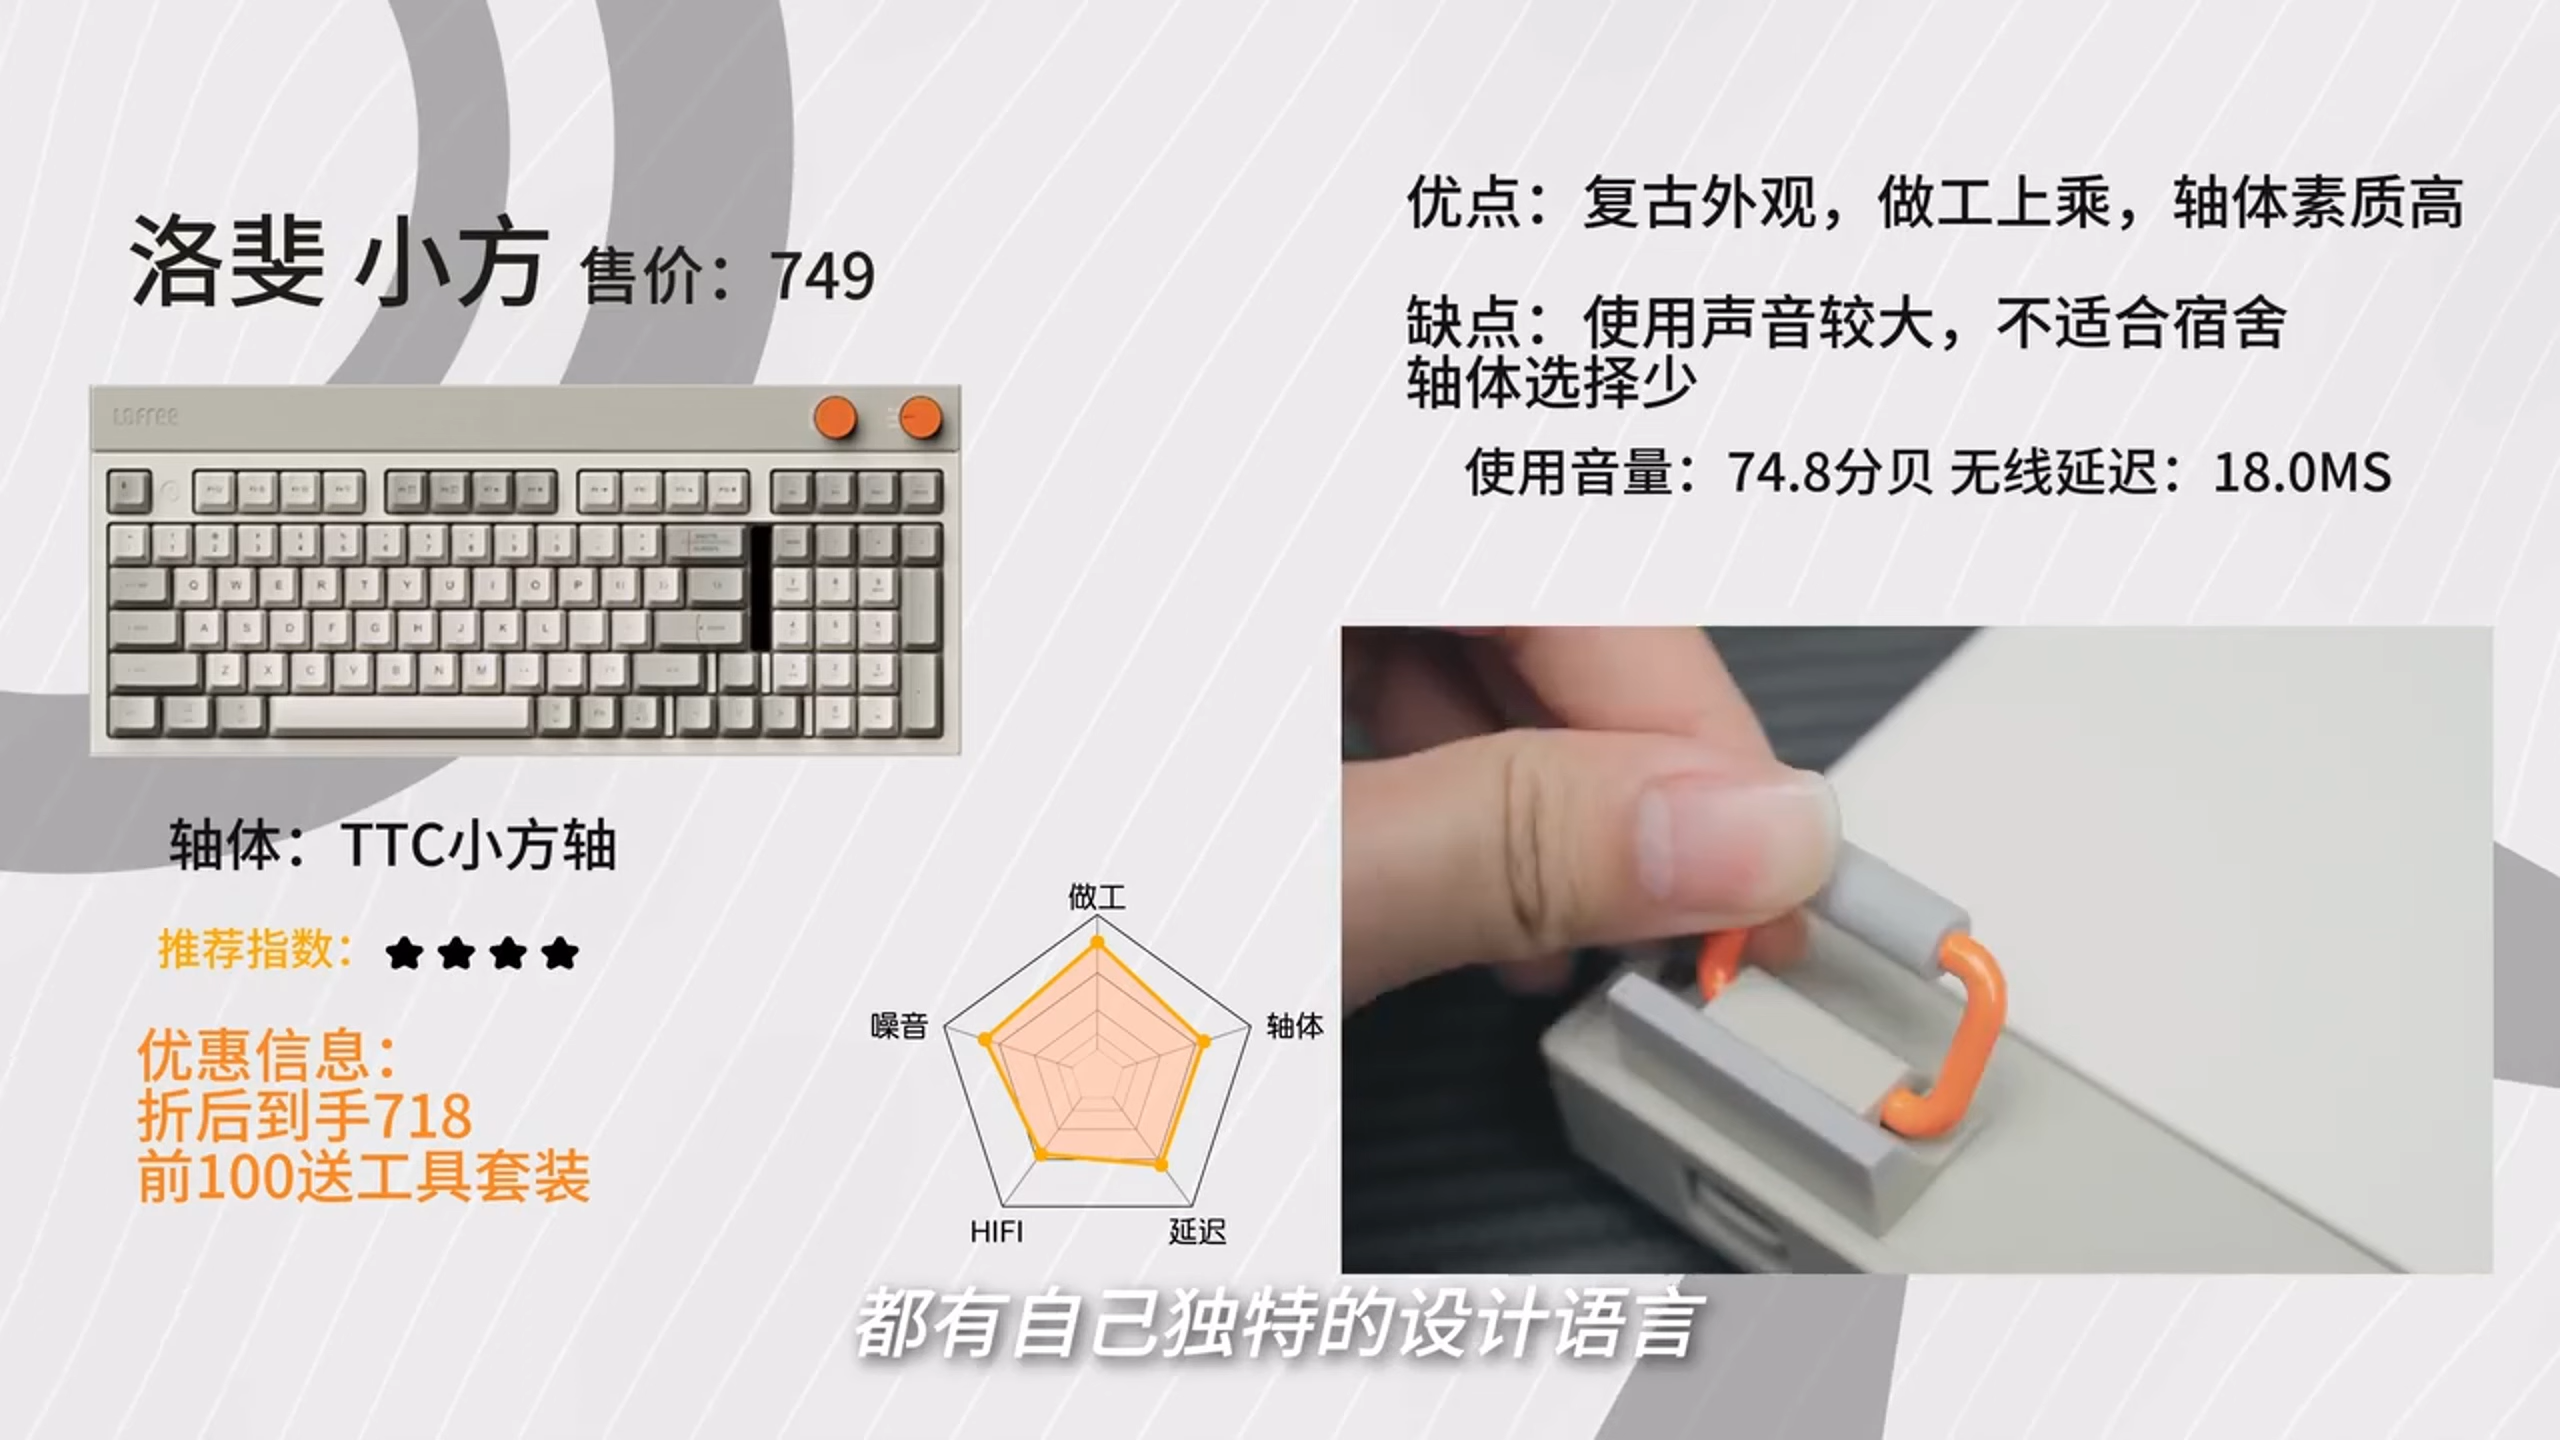 洛斐 小方 售价：749
LOFREE
Q W E R T Y U I O P
A S D F G H J K L
Z X C V B N M
轴体：TTC小方轴
推荐指数：★★★★
优惠信息：
折后到手718
前100送工具套装
优点：复古外观，做工上乘，轴体素质高
缺点：使用声音较大，不适合宿舍
轴体选择少
使用音量：74.8分贝 无线延迟：18.0MS
做工
噪音
轴体
HIFI
延迟
都有自己独特的设计语言